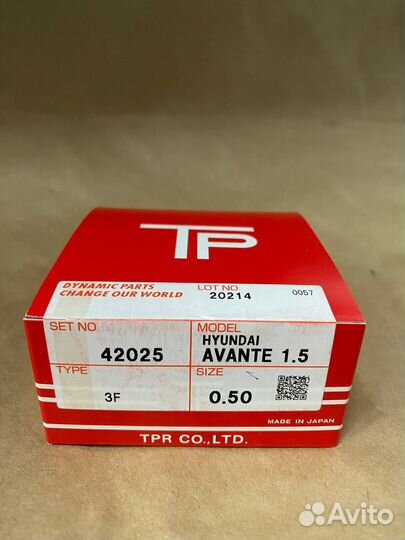 TP
DYNAMIC PARTS
CHANGE OUR WORLD
LOT NO
20214
0057
SET NO
42025
MODEL
HYUNDAI
AVANTE 1.5
TYPE
3F
SIZE
0.50
MADE IN JAPAN
TPR CO.,LTD.
Avito